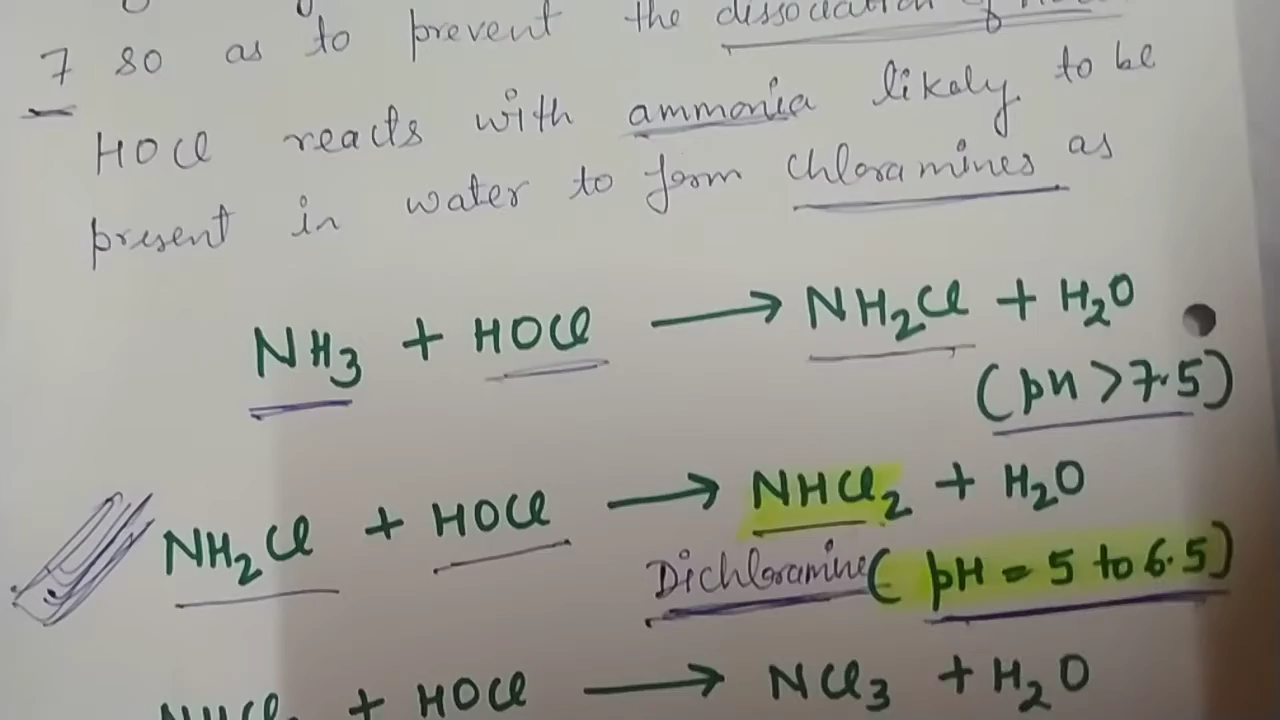 7 so as to prevent the dissociation of
HOCl reacts with ammonia likely to be
present in water to form chloramines as
NH3 + HOCl → NH2Cl + H2O
(pH > 7.5)
NH2Cl + HOCl → NHCl2 + H2O
Dichloramine (pH = 5 to 6.5)
+ HOCl → NCl3 + H2O